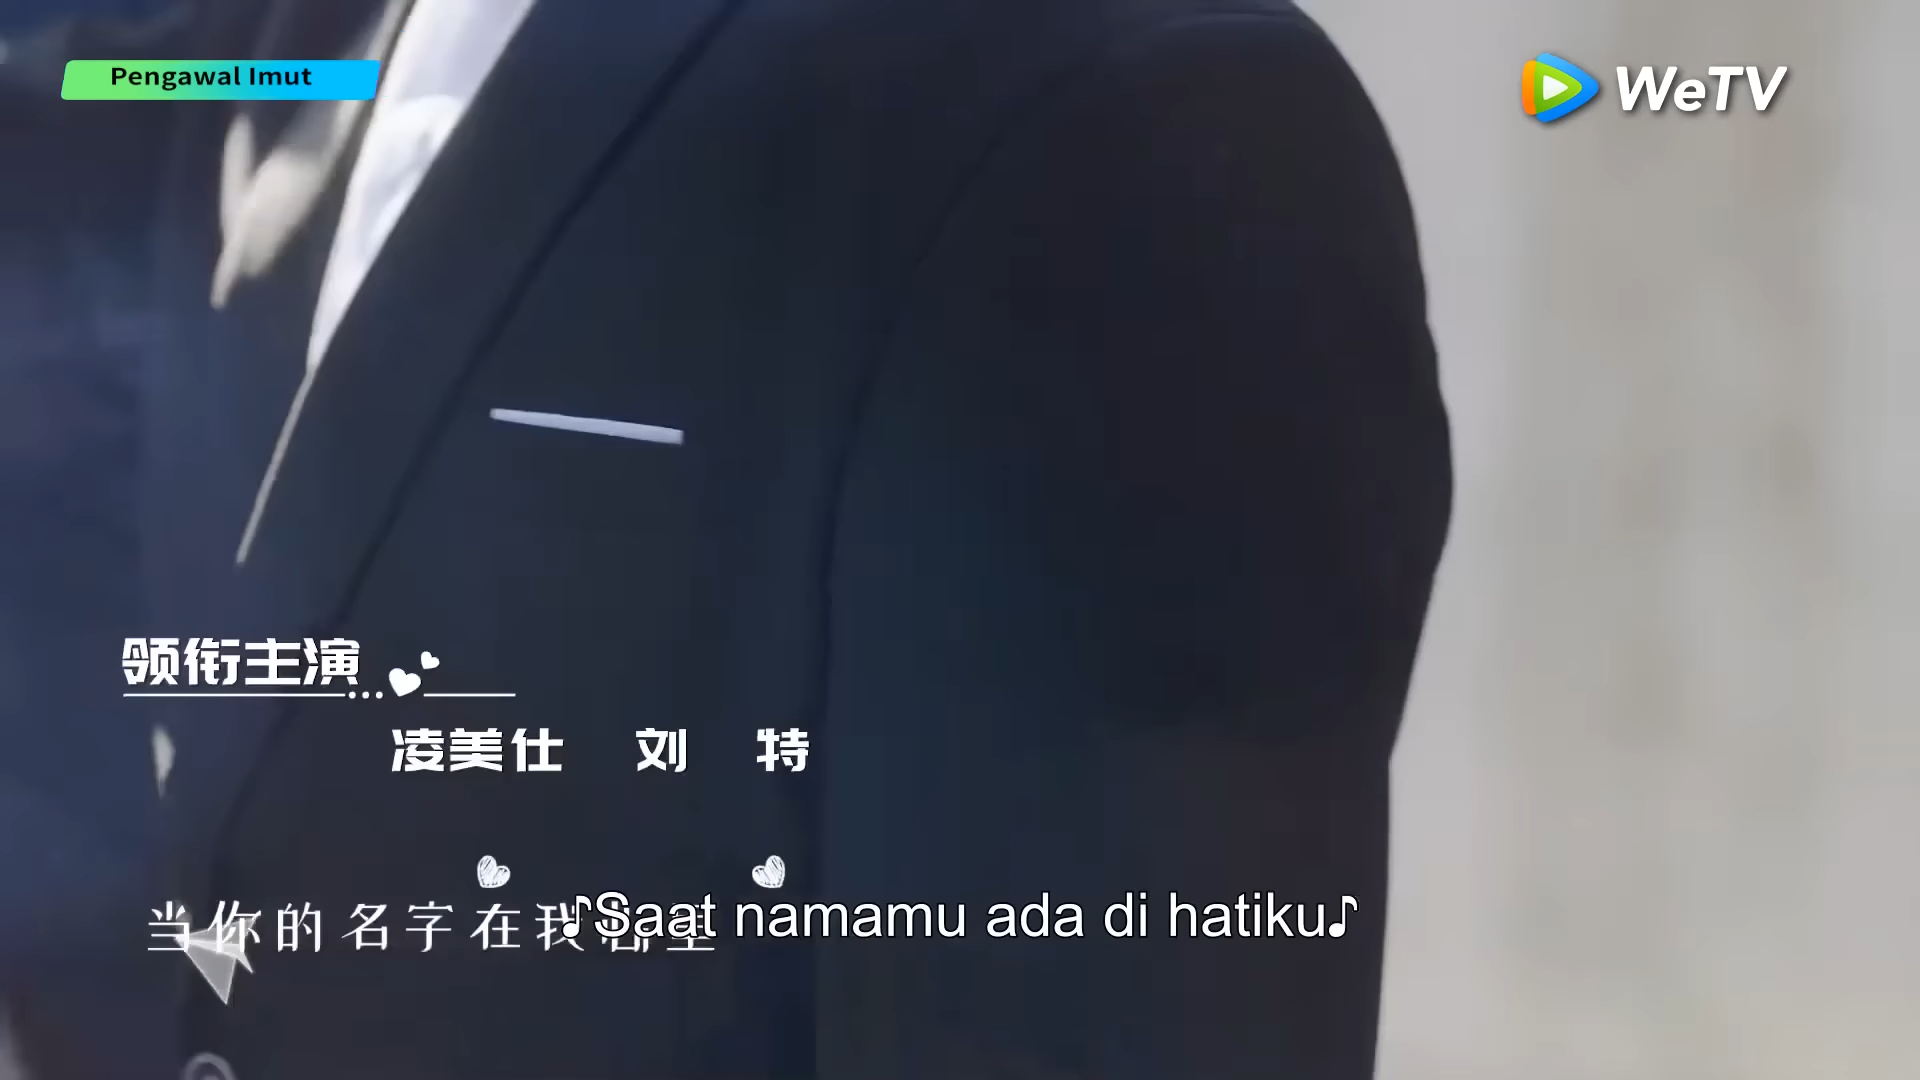 Pengawal Imut
WeTV
领衔主演
凌美仕 刘 特
当你的名字在我
♪Saat namamu ada di hatiku♪